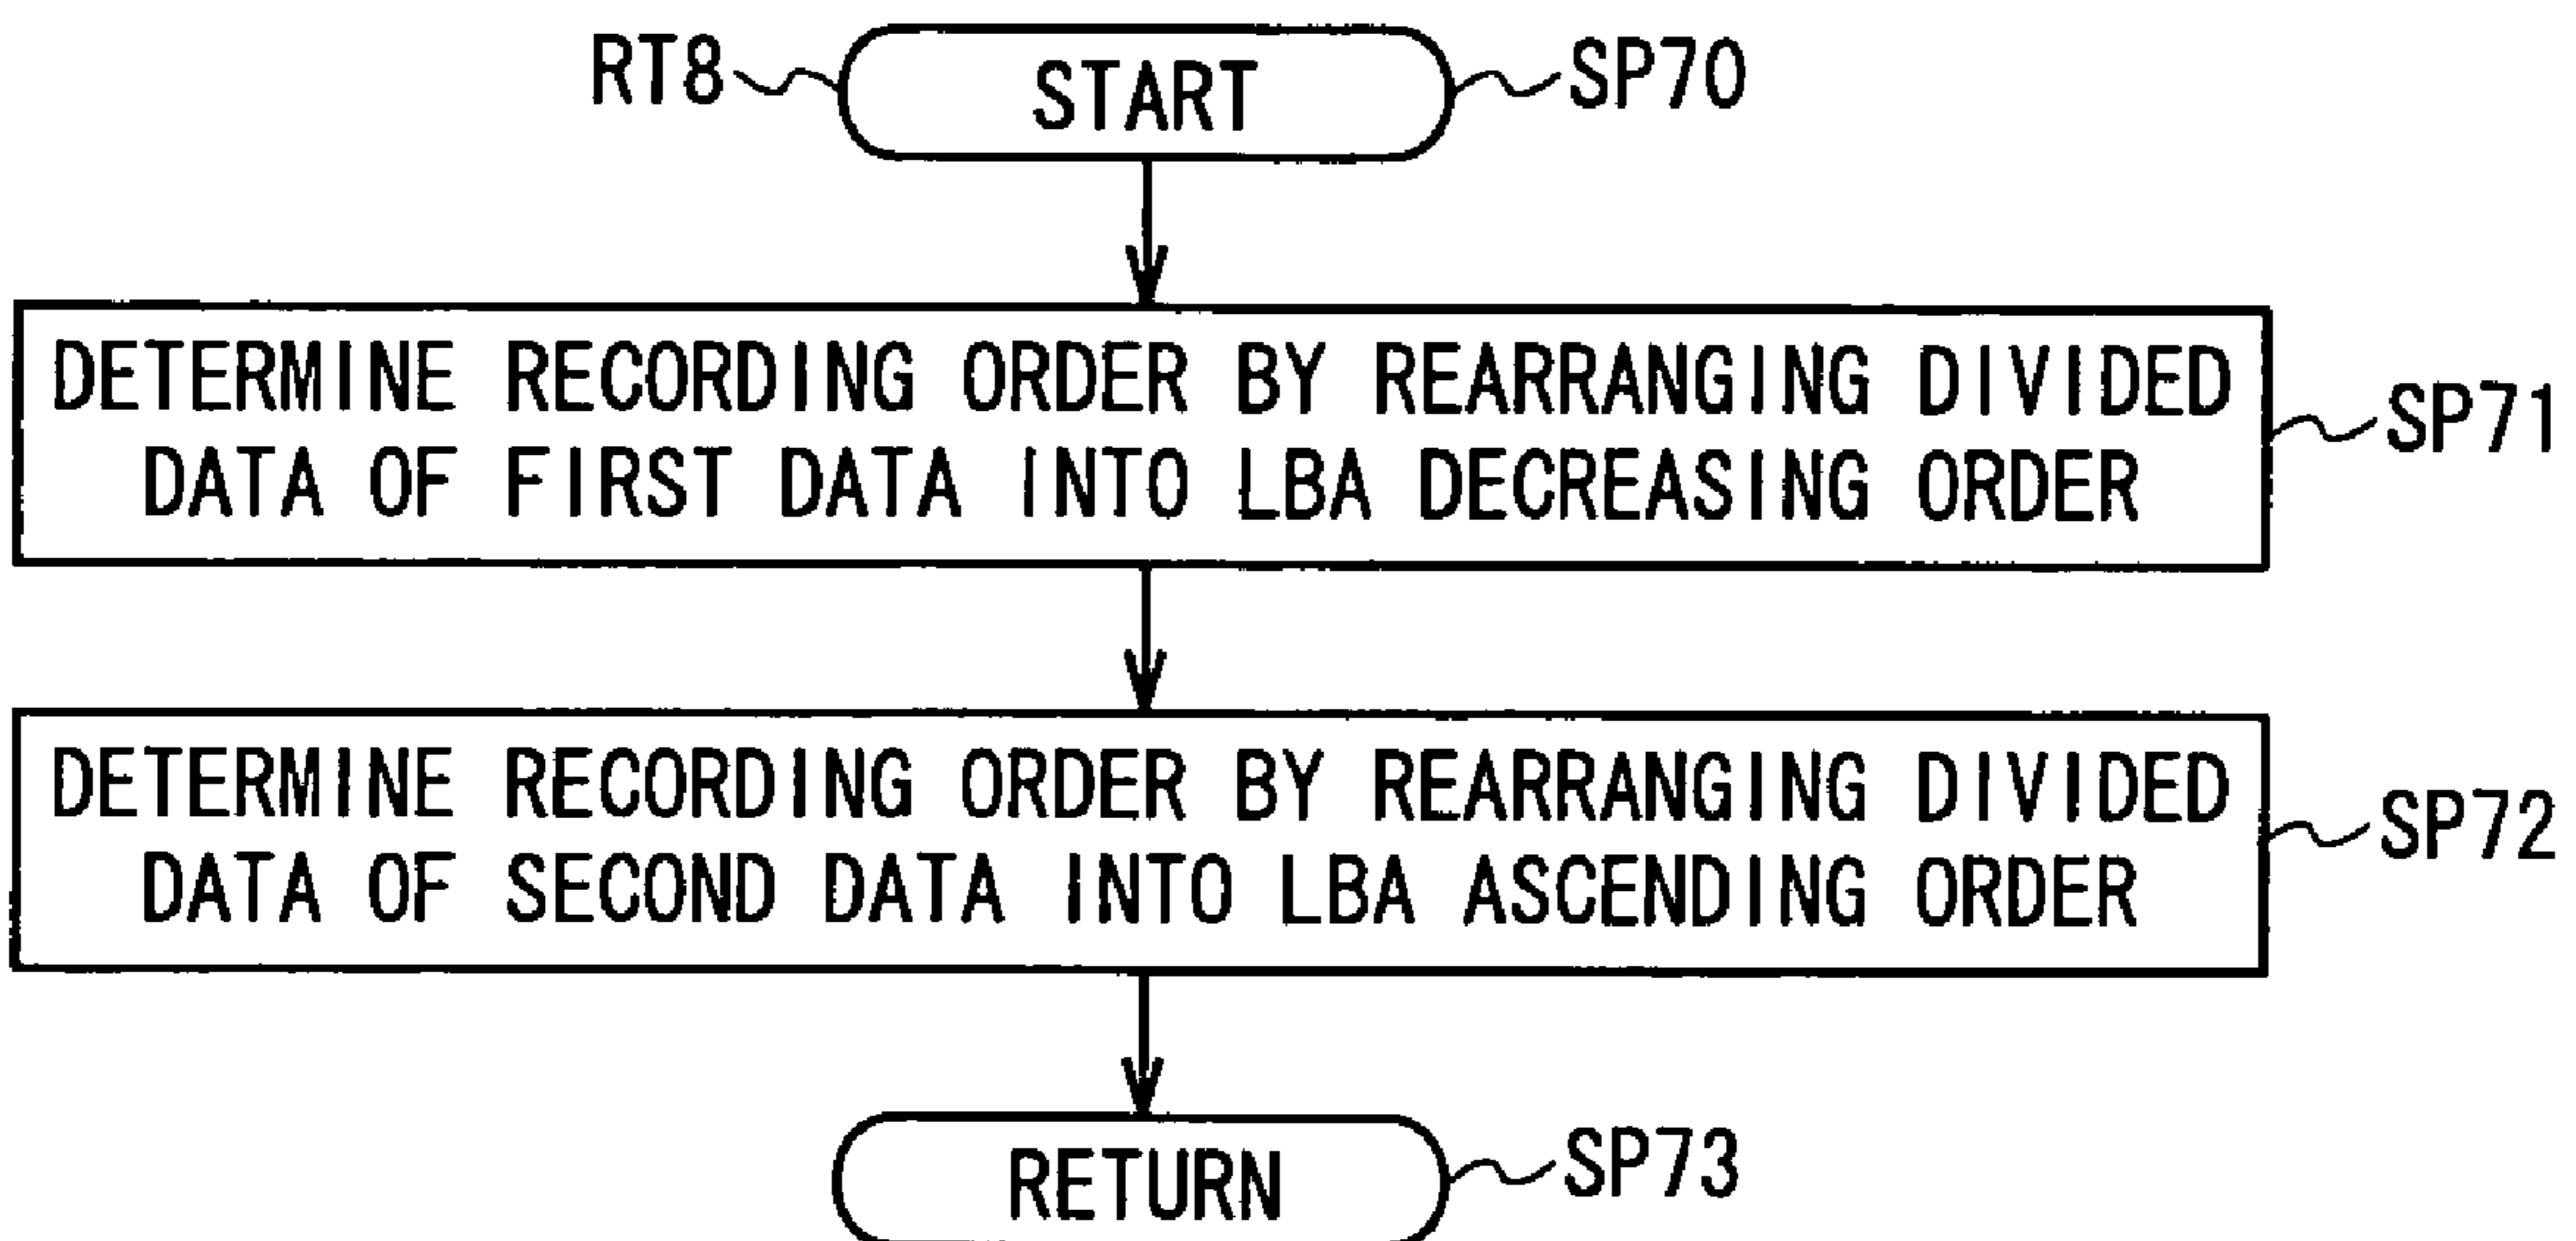 RT8 START SP70
DETERMINE RECORDING ORDER BY REARRANGING DIVIDED
DATA OF FIRST DATA INTO LBA DECREASING ORDER
SP71
DETERMINE RECORDING ORDER BY REARRANGING DIVIDED
DATA OF SECOND DATA INTO LBA ASCENDING ORDER
SP72
RETURN SP73